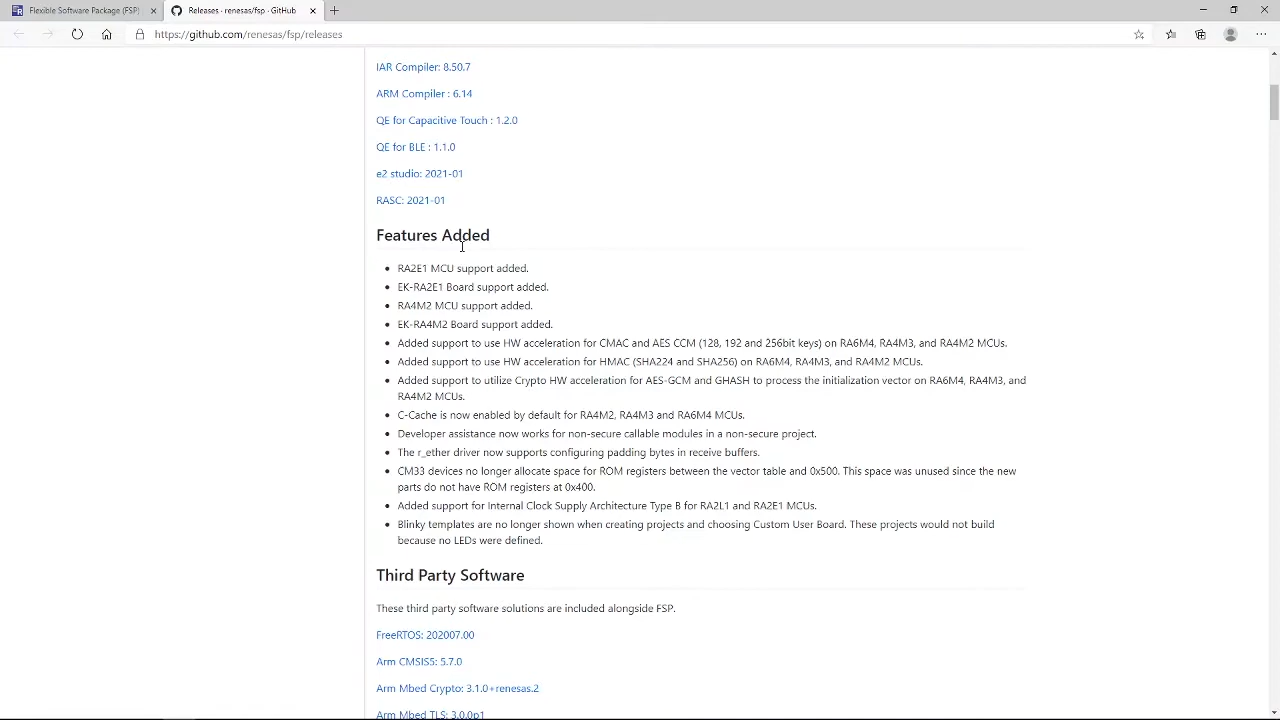 Flexible Software Package (FSP)
Releases · renesas/fsp · GitHub
https://github.com/renesas/fsp/releases
IAR Compiler: 8.50.7
ARM Compiler : 6.14
QE for Capacitive Touch : 1.2.0
QE for BLE : 1.1.0
e2 studio: 2021-01
RASC: 2021-01
Features Added
• RA2E1 MCU support added.
• EK-RA2E1 Board support added.
• RA4M2 MCU support added.
• EK-RA4M2 Board support added.
• Added support to use HW acceleration for CMAC and AES CCM (128, 192 and 256bit keys) on RA6M4, RA4M3, and RA4M2 MCUs.
• Added support to use HW acceleration for HMAC (SHA224 and SHA256) on RA6M4, RA4M3, and RA4M2 MCUs.
• Added support to utilize Crypto HW acceleration for AES-GCM and GHASH to process the initialization vector on RA6M4, RA4M3, and
RA4M2 MCUs.
• C-Cache is now enabled by default for RA4M2, RA4M3 and RA6M4 MCUs.
• Developer assistance now works for non-secure callable modules in a non-secure project.
• The r_ether driver now supports configuring padding bytes in receive buffers.
• CM33 devices no longer allocate space for ROM registers between the vector table and 0x500. This space was unused since the new
parts do not have ROM registers at 0x400.
• Added support for Internal Clock Supply Architecture Type B for RA2L1 and RA2E1 MCUs.
• Blinky templates are no longer shown when creating projects and choosing Custom User Board. These projects would not build
because no LEDs were defined.
Third Party Software
These third party software solutions are included alongside FSP.
FreeRTOS: 202007.00
Arm CMSIS5: 5.7.0
Arm Mbed Crypto: 3.1.0+renesas.2
Arm Mbed TLS: 3.0.0p1